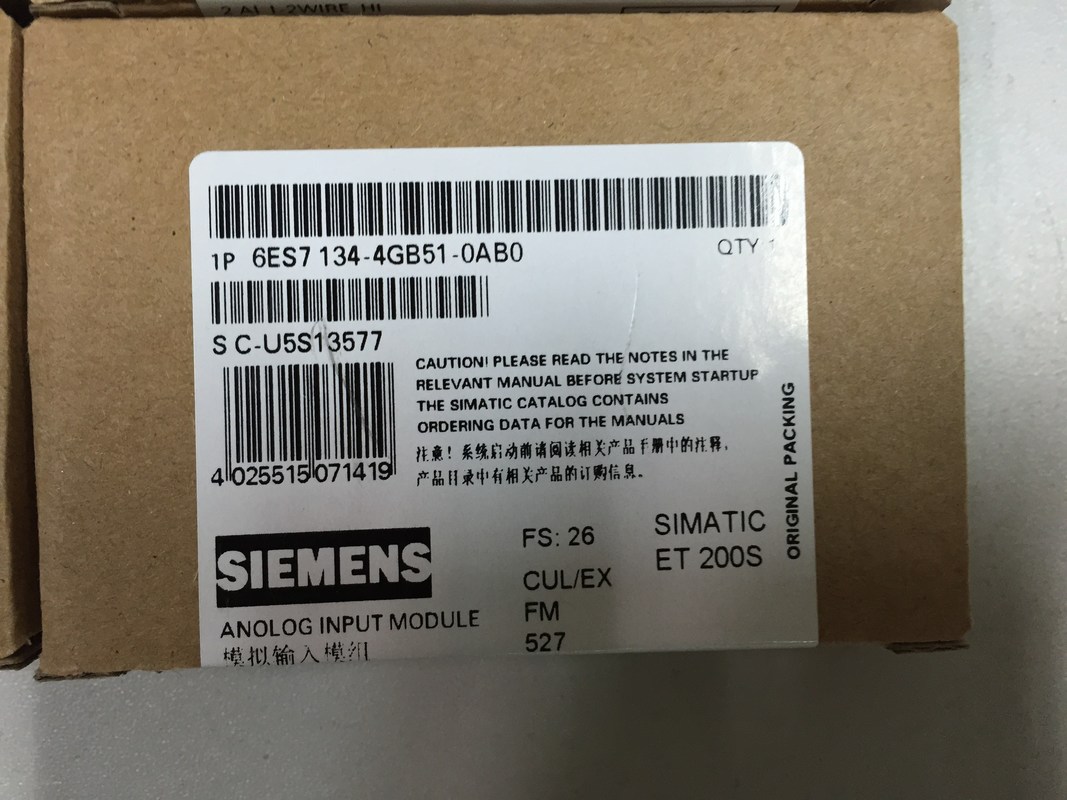 2 AI I 2WIRE HI
1P 6ES7 134-4GB51-0AB0
QTY 1
S C-U5S13577
CAUTION! PLEASE READ THE NOTES IN THE
RELEVANT MANUAL BEFORE SYSTEM STARTUP
THE SIMATIC CATALOG CONTAINS
ORDERING DATA FOR THE MANUALS
注意！系统启动前请阅读相关产品手册中的注释，
产品目录中有相关产品的订购信息。
4 025515 071419
ORIGINAL PACKING
SIEMENS
FS: 26
SIMATIC
ET 200S
CUL/EX
FM
527
ANOLOG INPUT MODULE
模拟输入模组